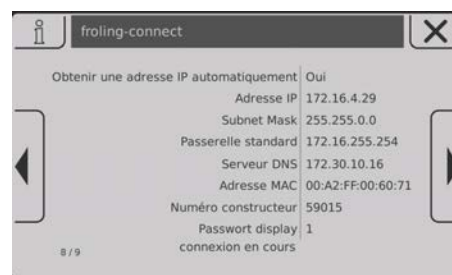 froling-connect
Obtenir une adresse IP automatiquement Oui
Adresse IP 172.16.4.29
Subnet Mask 255.255.0.0
Passerelle standard 172.16.255.254
Serveur DNS 172.30.10.16
Adresse MAC 00:A2:FF:00:60:71
Numéro constructeur 59015
Passwort display 1
8 / 9 connexion en cours